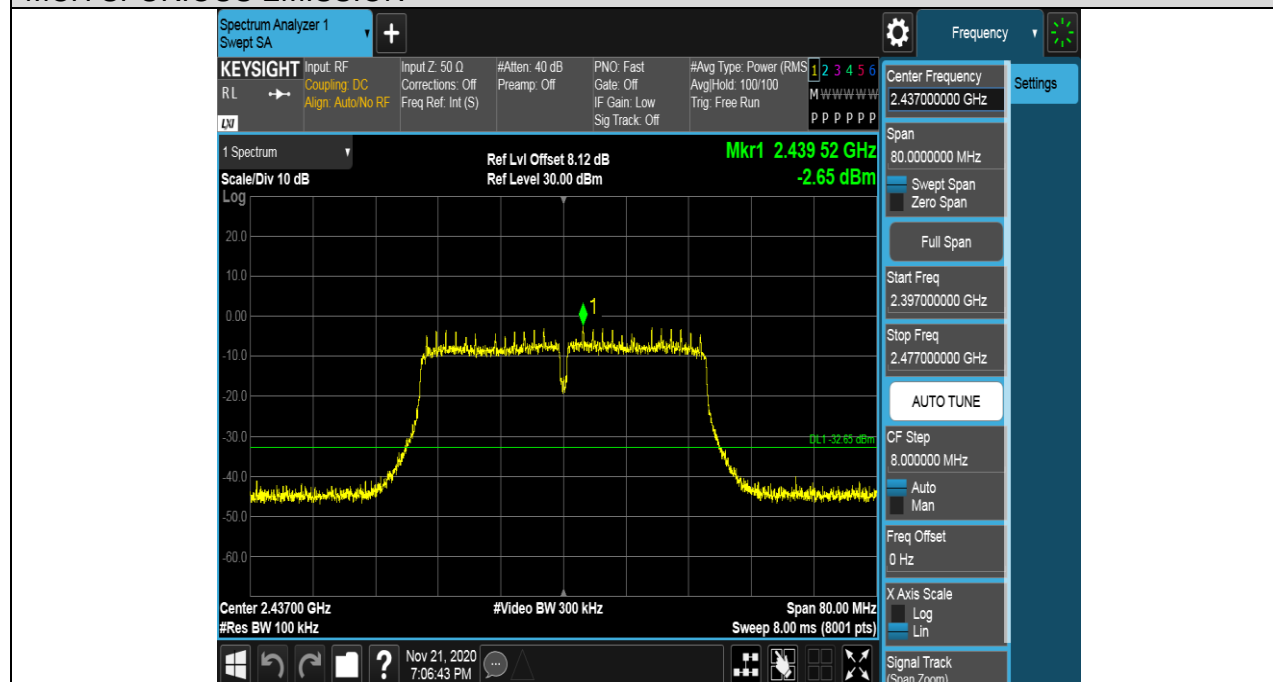 MCH SPURIOUS EMISSION
Spectrum Analyzer 1
Swept SA
Frequency
KEYSIGHT
RL
LXI
Input: RF
Coupling: DC
Align: Auto/No RF
Input Z: 50 Ω
Corrections: Off
Freq Ref: Int (S)
#Atten: 40 dB
Preamp: Off
PNO: Fast
Gate: Off
IF Gain: Low
Sig Track: Off
#Avg Type: Power (RMS
Avg|Hold: 100/100
Trig: Free Run
1 2 3 4 5 6
M W W W W W
P P P P P P
1 Spectrum
Scale/Div 10 dB
Log
Ref Lvl Offset 8.12 dB
Ref Level 30.00 dBm
Mkr1 2.439 52 GHz
-2.65 dBm
20.0
10.0
0.00
-10.0
-20.0
-30.0
-40.0
-50.0
-60.0
1
DL1 -32.65 dBm
Center 2.43700 GHz
#Res BW 100 kHz
#Video BW 300 kHz
Span 80.00 MHz
Sweep 8.00 ms (8001 pts)
Nov 21, 2020
7:06:43 PM
Center Frequency
2.437000000 GHz
Settings
Span
80.0000000 MHz
Swept Span
Zero Span
Full Span
Start Freq
2.397000000 GHz
Stop Freq
2.477000000 GHz
AUTO TUNE
CF Step
8.000000 MHz
Auto
Man
Freq Offset
0 Hz
X Axis Scale
Log
Lin
Signal Track
(Span Zoom)